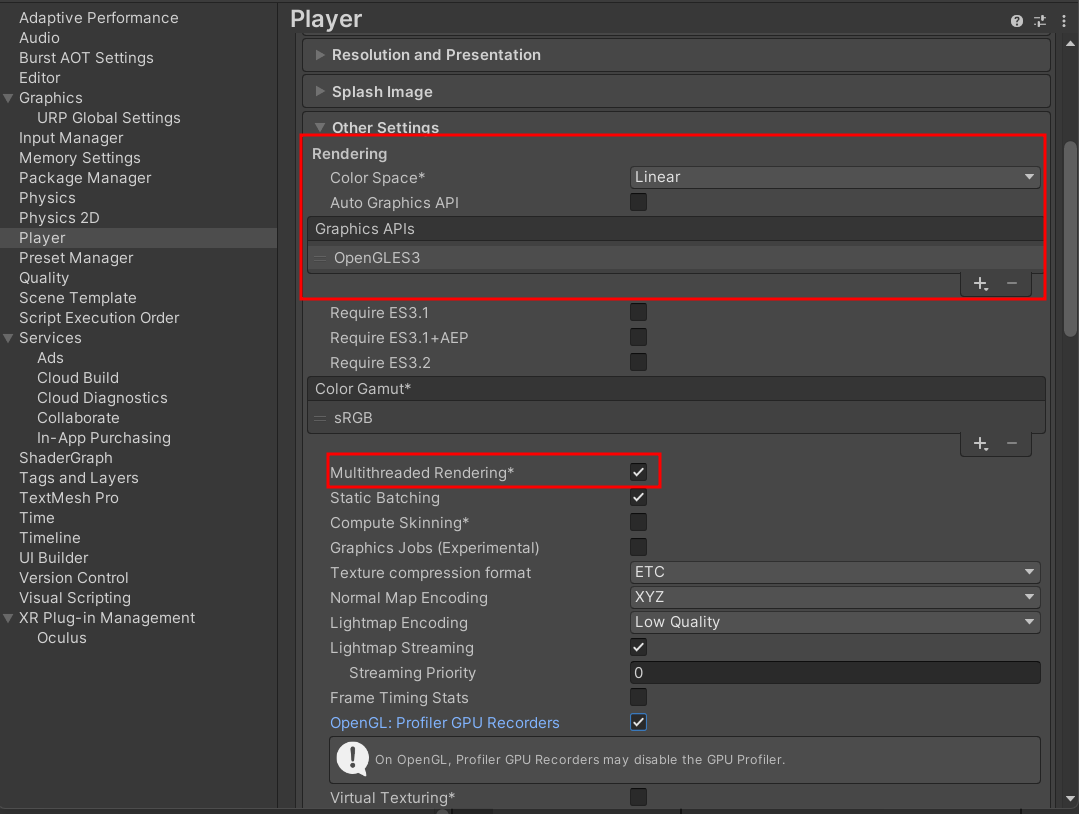 Adaptive Performance
Audio
Burst AOT Settings
Editor
Graphics
URP Global Settings
Input Manager
Memory Settings
Package Manager
Physics
Physics 2D
Player
Preset Manager
Quality
Scene Template
Script Execution Order
Services
Ads
Cloud Build
Cloud Diagnostics
Collaborate
In-App Purchasing
ShaderGraph
Tags and Layers
TextMesh Pro
Time
Timeline
UI Builder
Version Control
Visual Scripting
XR Plug-in Management
Oculus
Player
Resolution and Presentation
Splash Image
Other Settings
Rendering
Color Space* Linear
Auto Graphics API
Graphics APIs
OpenGLES3
Require ES3.1
Require ES3.1+AEP
Require ES3.2
Color Gamut*
sRGB
Multithreaded Rendering*
Static Batching
Compute Skinning*
Graphics Jobs (Experimental)
Texture compression format ETC
Normal Map Encoding XYZ
Lightmap Encoding Low Quality
Lightmap Streaming
Streaming Priority 0
Frame Timing Stats
OpenGL: Profiler GPU Recorders
On OpenGL, Profiler GPU Recorders may disable the GPU Profiler.
Virtual Texturing*